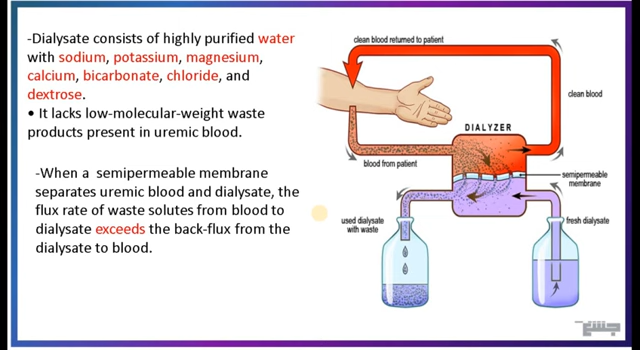 -Dialysate consists of highly purified water
with sodium, potassium, magnesium,
calcium, bicarbonate, chloride, and
dextrose.
• It lacks low-molecular-weight waste
products present in uremic blood.
-When a semipermeable membrane
separates uremic blood and dialysate, the
flux rate of waste solutes from blood to
dialysate exceeds the back-flux from the
dialysate to blood.
clean blood returned to patient
clean blood
DIALYZER
blood from patient
semipermeable
membrane
used dialysate
with waste
fresh dialysate